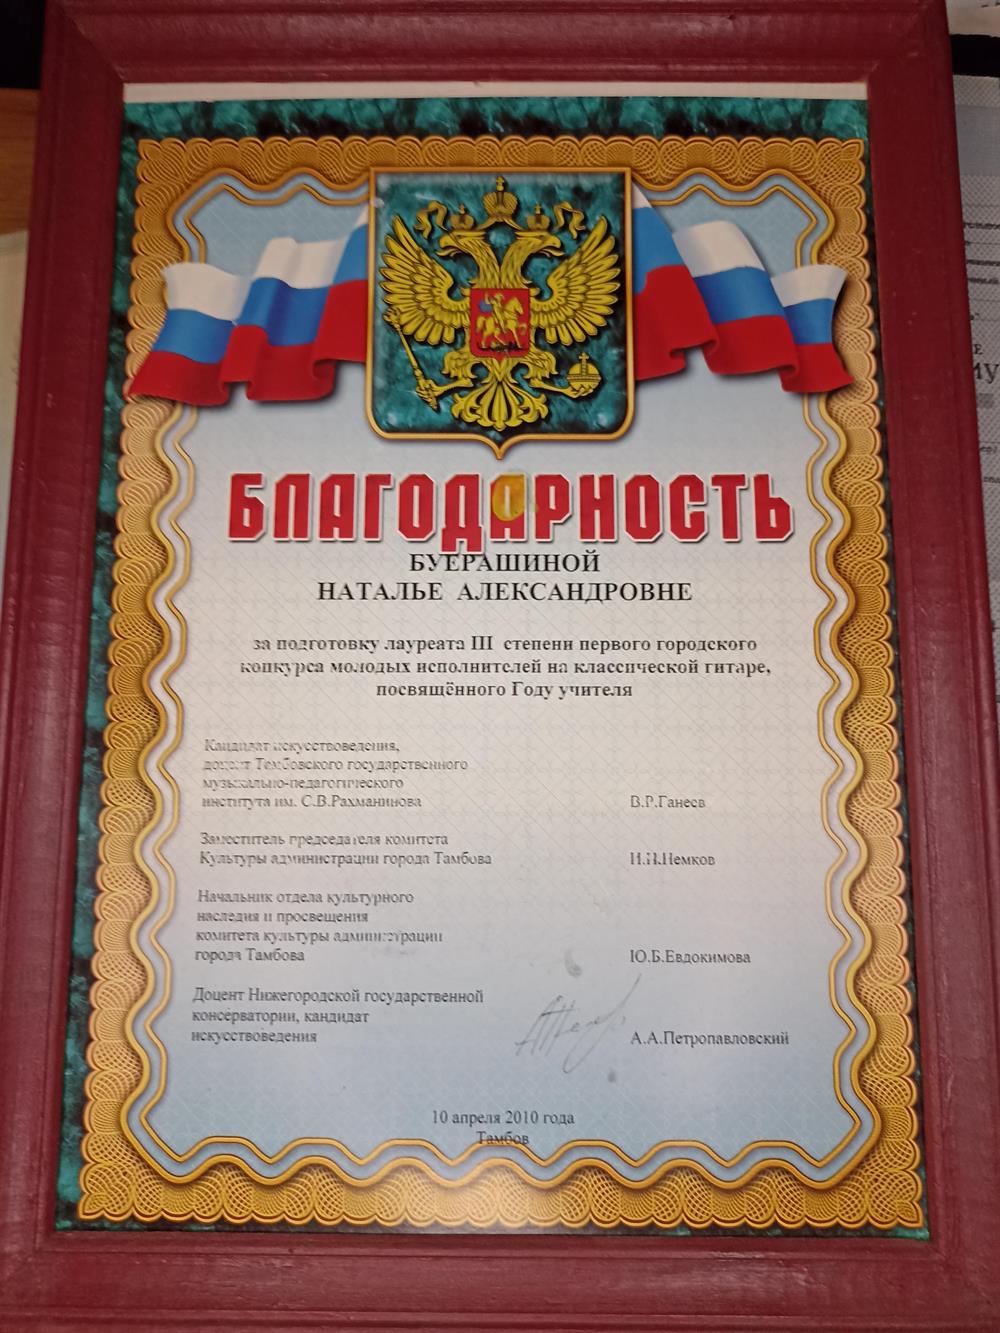 БЛАГОДАРНОСТЬ
БУЕРАШИНОЙ
НАТАЛЬЕ АЛЕКСАНДРОВНЕ
за подготовку лауреата III степени первого городского
конкурса молодых исполнителей на классической гитаре,
посвящённого Году учителя
Кандидат искусствоведения,
доцент Тамбовского государственного
музыкально-педагогического
института им. С.В.Рахманинова
В.Р.Ганеев
Заместитель председателя комитета
Культуры администрации города Тамбова
Немков
Начальник отдела культурного
наследия и просвещения
комитета культуры администрации
города Тамбова
Ю.Б.Евдокимова
Доцент Нижегородской государственной
консерватории, кандидат
искусствоведения
А.А.Петропавловский
10 апреля 2010 года
Тамбов